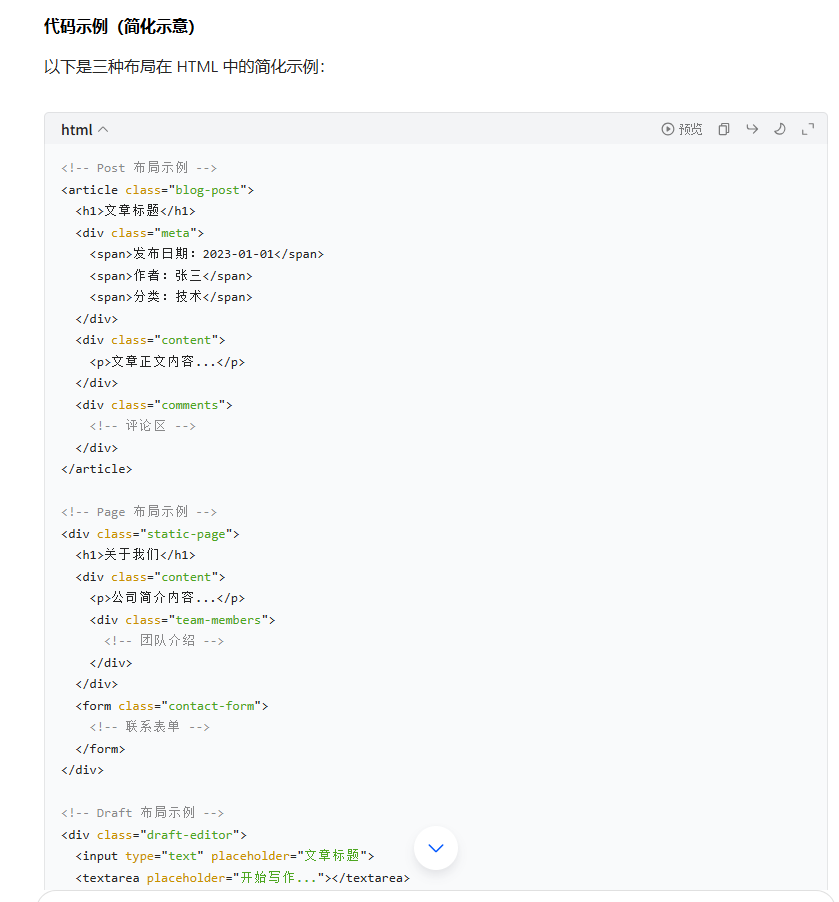 代码示例（简化示意）
以下是三种布局在 HTML 中的简化示例：
html 预览
<!-- Post 布局示例 -->
<article class="blog-post">
  <h1>文章标题</h1>
  <div class="meta">
    <span>发布日期：2023-01-01</span>
    <span>作者：张三</span>
    <span>分类：技术</span>
  </div>
  <div class="content">
    <p>文章正文内容...</p>
  </div>
  <div class="comments">
    <!-- 评论区 -->
  </div>
</article>

<!-- Page 布局示例 -->
<div class="static-page">
  <h1>关于我们</h1>
  <div class="content">
    <p>公司简介内容...</p>
    <div class="team-members">
      <!-- 团队介绍 -->
    </div>
  </div>
  <form class="contact-form">
    <!-- 联系表单 -->
  </form>
</div>

<!-- Draft 布局示例 -->
<div class="draft-editor">
  <input type="text" placeholder="文章标题">
  <textarea placeholder="开始写作..."></textarea>